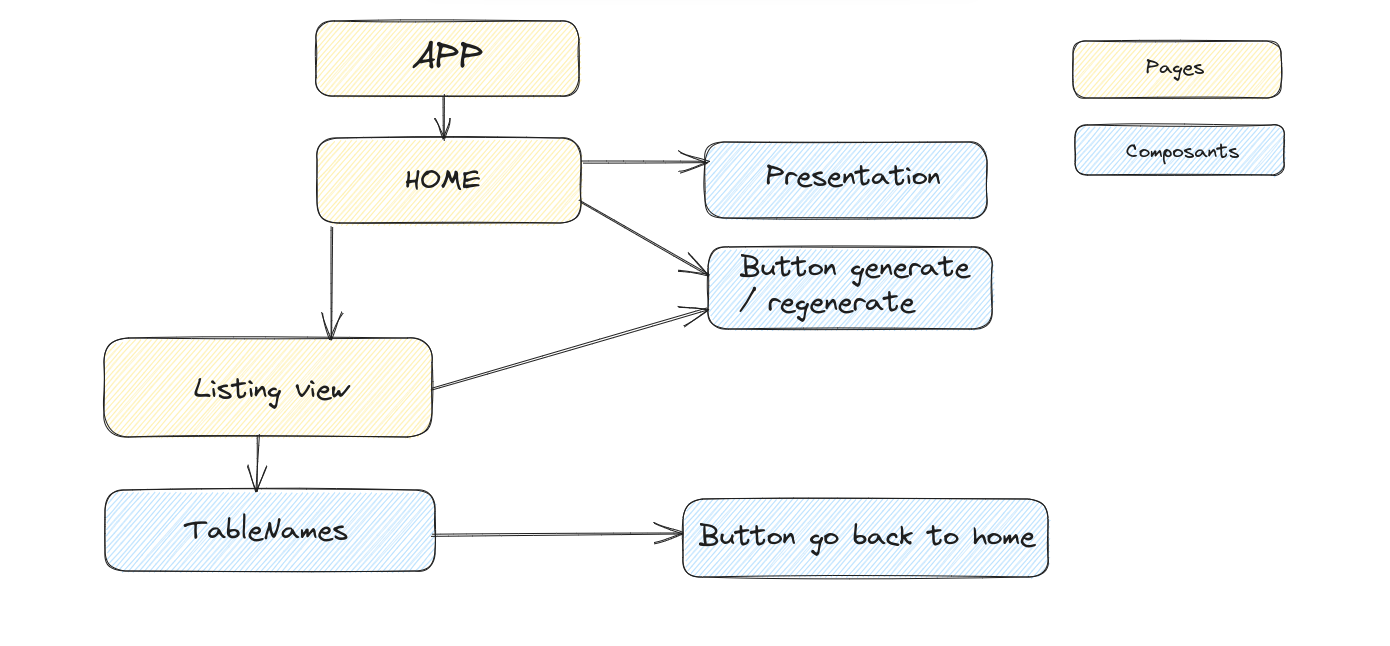 APP
Pages
Composants
HOME
Presentation
Button generate
/ regenerate
Listing view
TableNames
Button go back to home